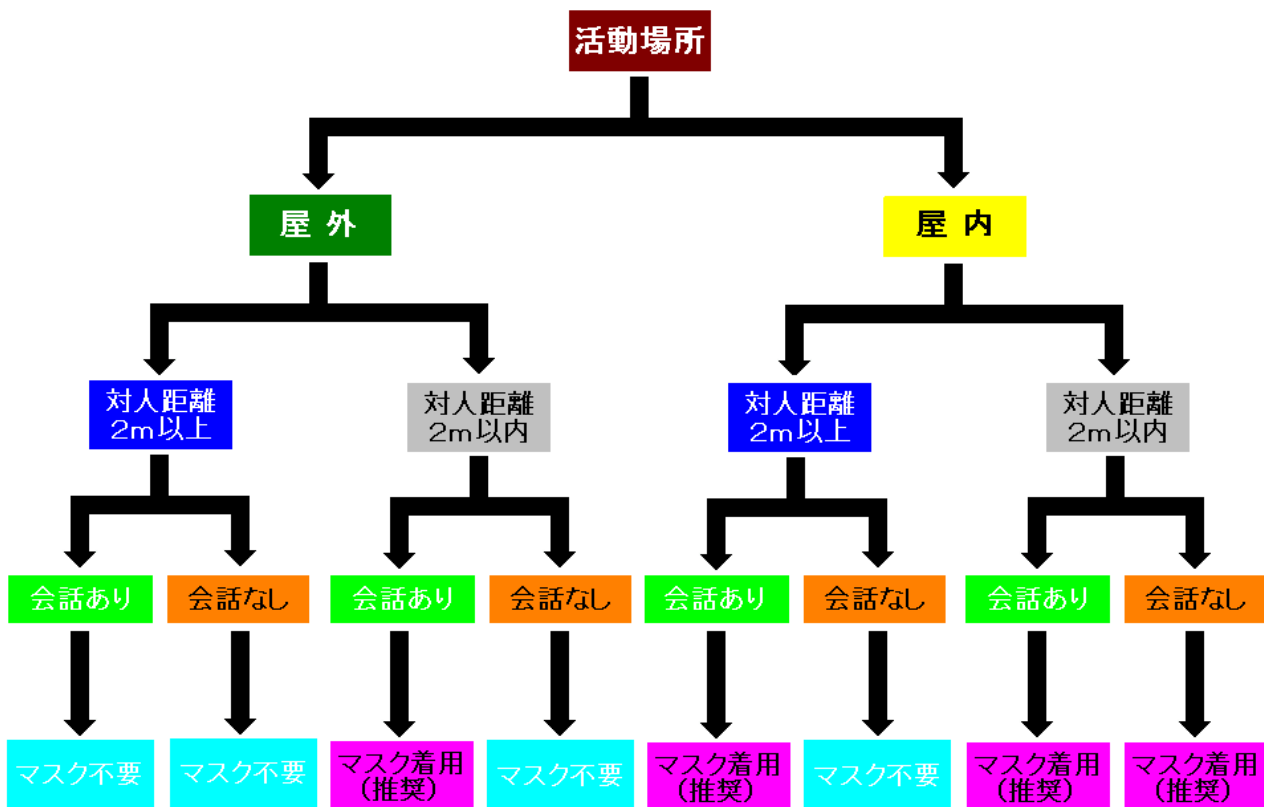 活動場所
屋 外
屋 内
対人距離
2m以上
対人距離
2m以内
対人距離
2m以上
対人距離
2m以内
会話あり
会話なし
会話あり
会話なし
会話あり
会話なし
会話あり
会話なし
マスク不要
マスク不要
マスク着用
(推奨)
マスク不要
マスク着用
(推奨)
マスク不要
マスク着用
(推奨)
マスク着用
(推奨)